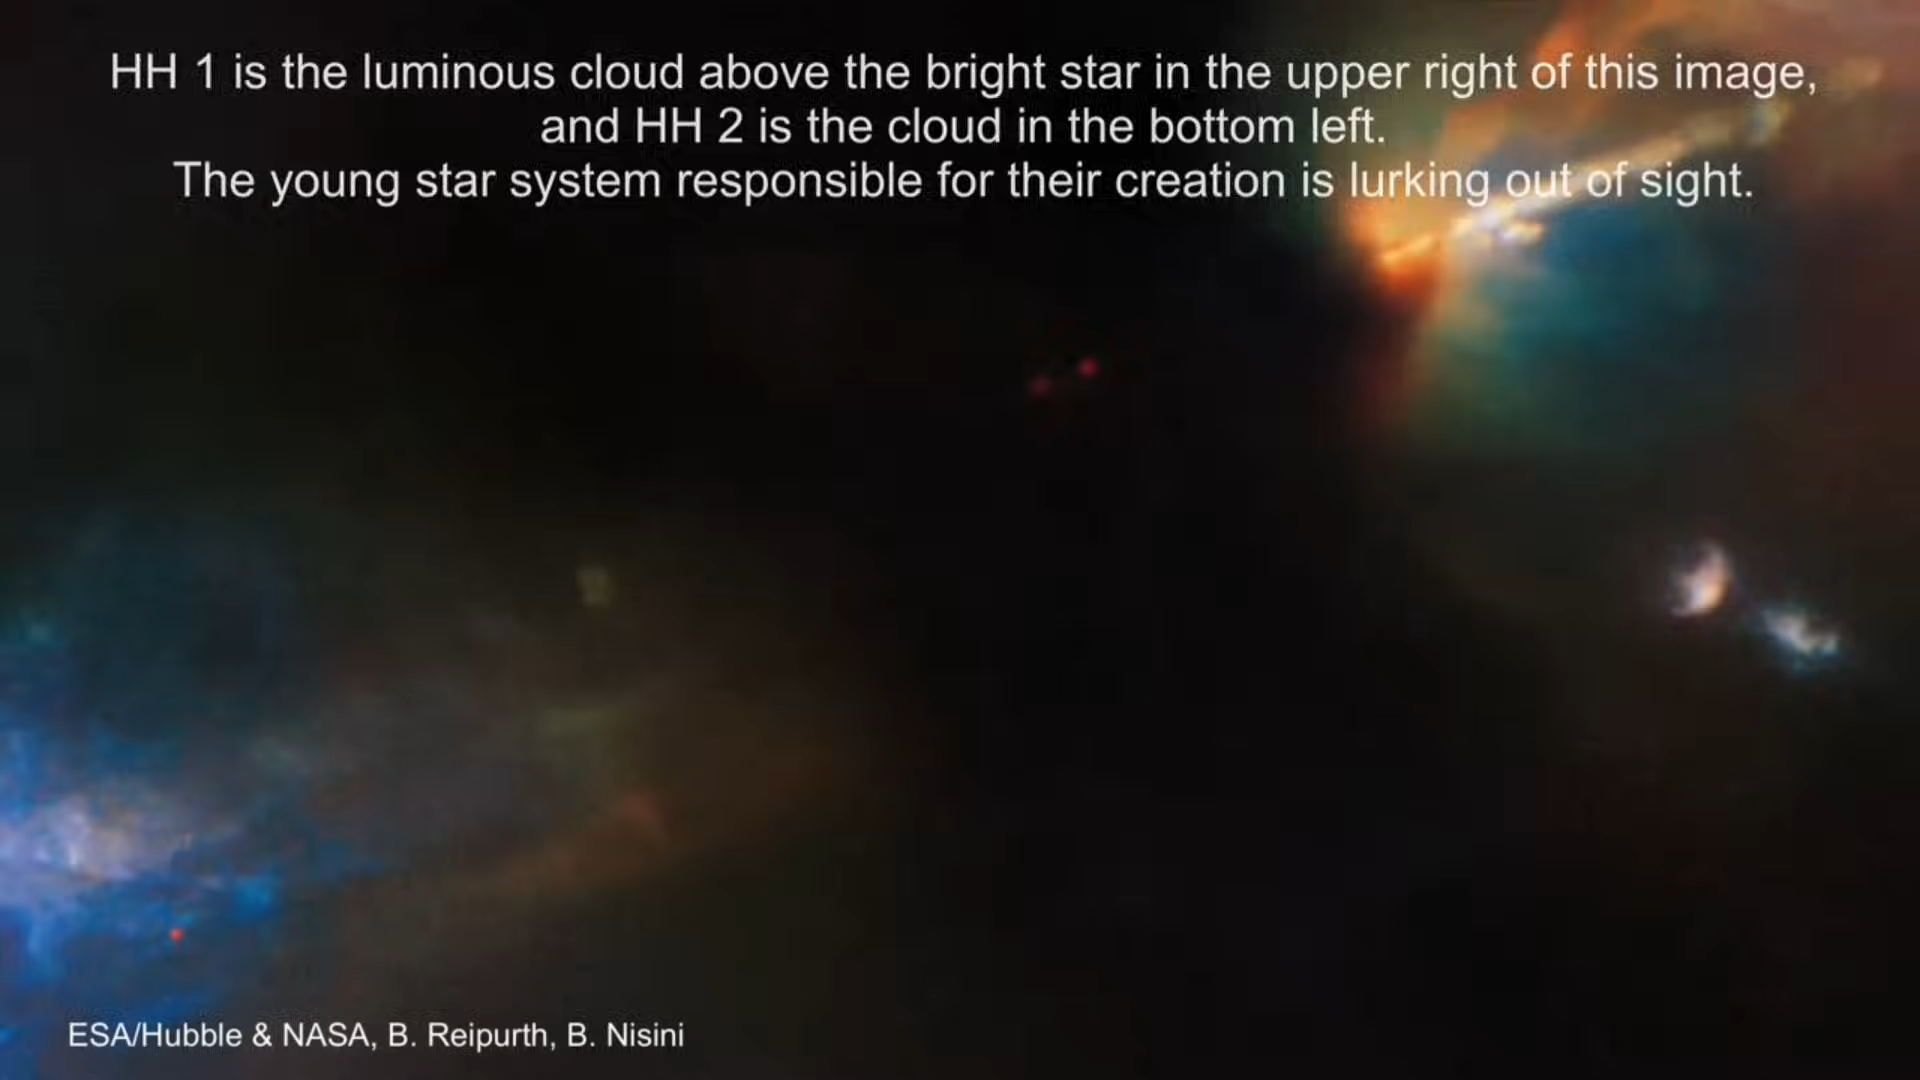 HH 1 is the luminous cloud above the bright star in the upper right of this image,
and HH 2 is the cloud in the bottom left.
The young star system responsible for their creation is lurking out of sight.
ESA/Hubble & NASA, B. Reipurth, B. Nisini